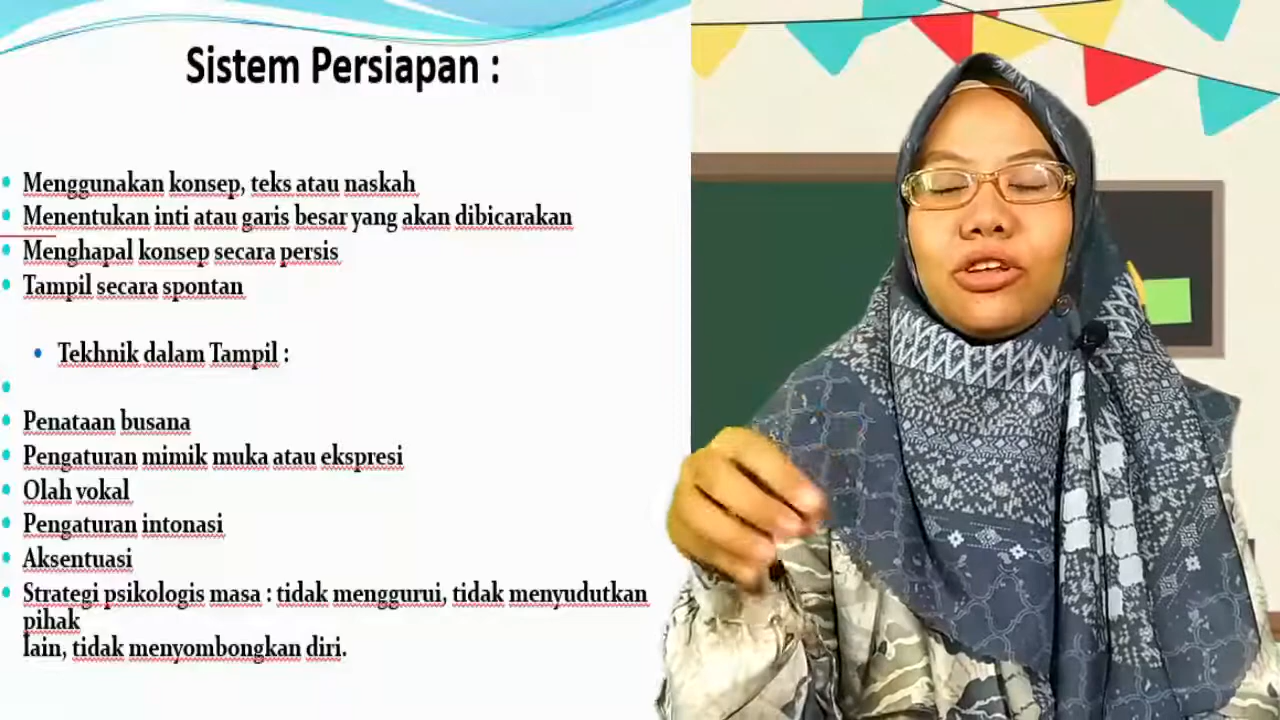 Sistem Persiapan :
Menggunakan konsep, teks atau naskah
Menentukan inti atau garis besar yang akan dibicarakan
Menghapal konsep secara persis
Tampil secara spontan
Tekhnik dalam Tampil :
Penataan busana
Pengaturan mimik muka atau ekspresi
Olah vokal
Pengaturan intonasi
Aksentuasi
Strategi psikologis masa : tidak menggurui, tidak menyudutkan
pihak
lain, tidak menyombongkan diri.